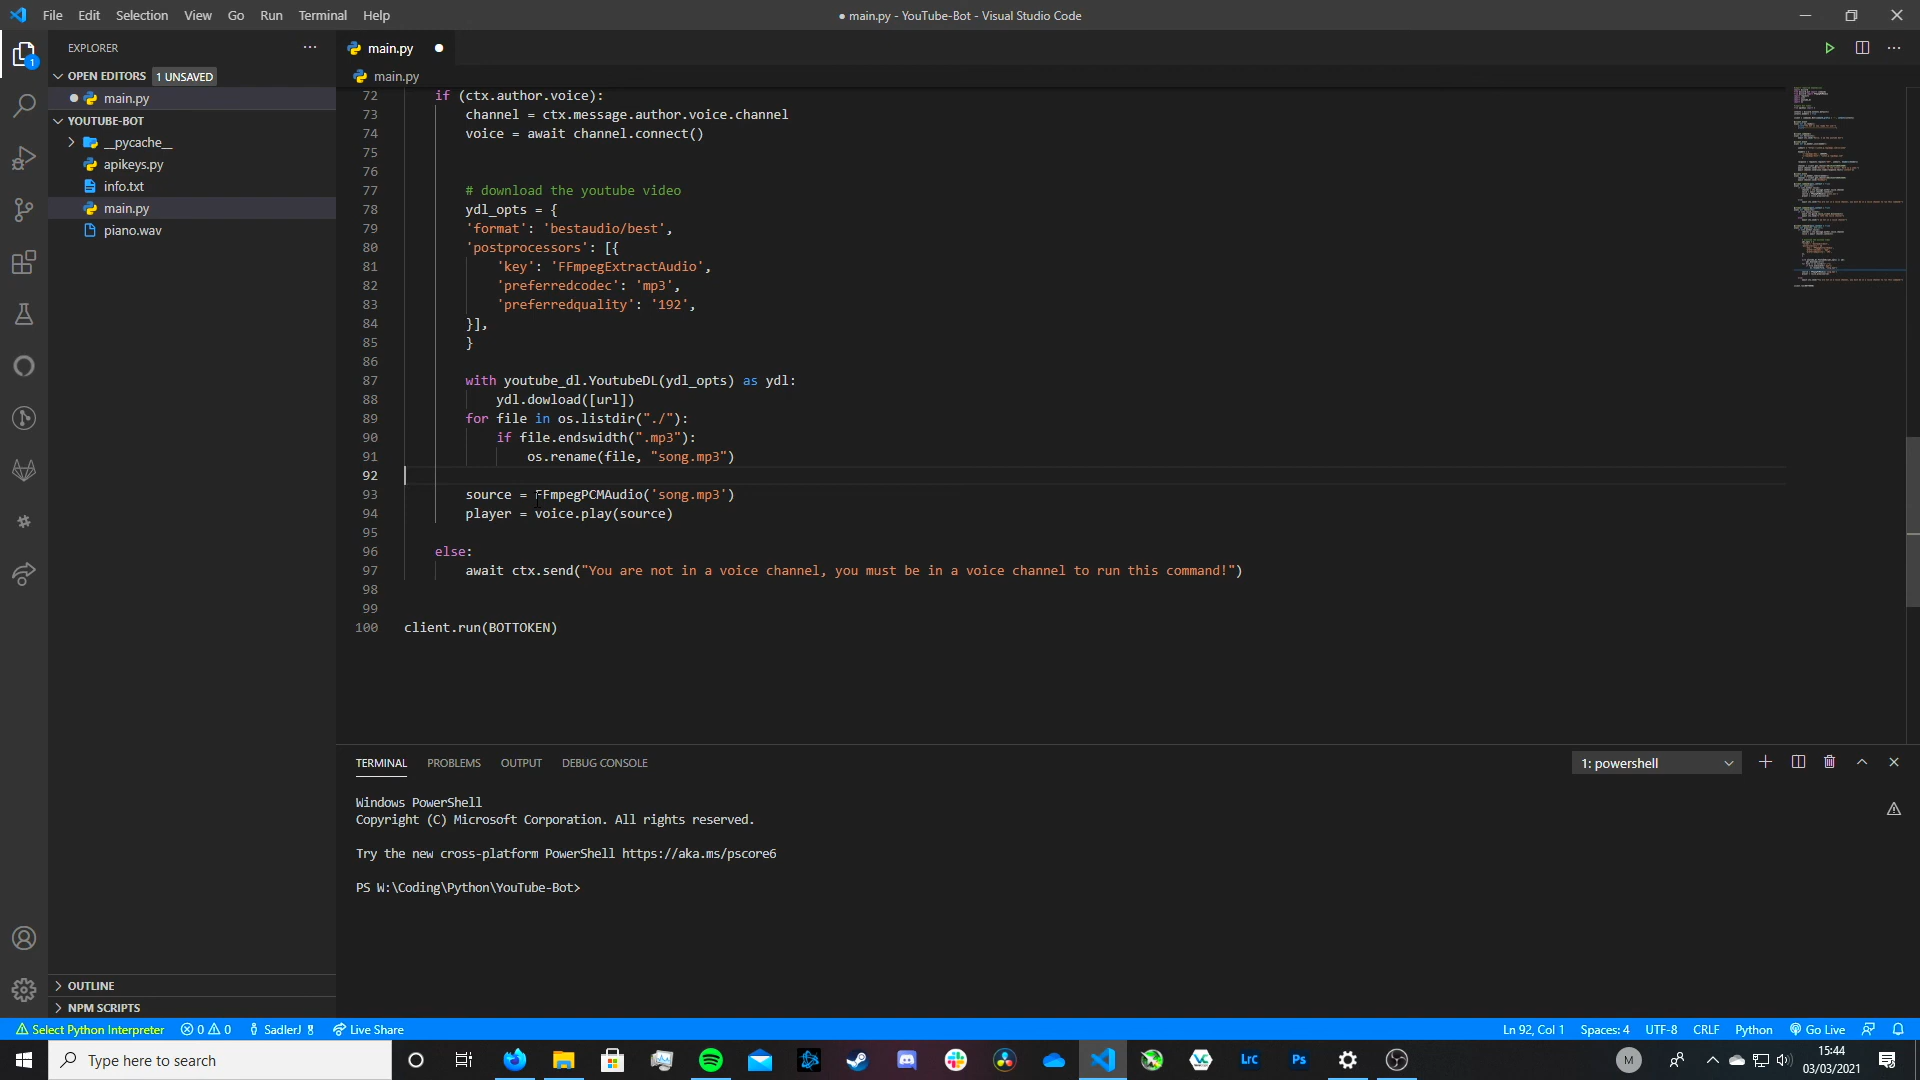 File Edit Selection View Go Run Terminal Help
● main.py - YouTube-Bot - Visual Studio Code
EXPLORER
main.py
OPEN EDITORS 1 UNSAVED
main.py
main.py
YOUTUBE-BOT
__pycache__
apikeys.py
info.txt
main.py
piano.wav
1
72 if (ctx.author.voice):
73 channel = ctx.message.author.voice.channel
74 voice = await channel.connect()
75
76
77 # download the youtube video
78 ydl_opts = {
79 'format': 'bestaudio/best',
80 'postprocessors': [{
81 'key': 'FFmpegExtractAudio',
82 'preferredcodec': 'mp3',
83 'preferredquality': '192',
84 }],
85 }
86
87 with youtube_dl.YoutubeDL(ydl_opts) as ydl:
88 ydl.dowload([url])
89 for file in os.listdir("./"):
90 if file.endswidth(".mp3"):
91 os.rename(file, "song.mp3")
92
93 source = FFmpegPCMAudio('song.mp3')
94 player = voice.play(source)
95
96 else:
97 await ctx.send("You are not in a voice channel, you must be in a voice channel to run this command!")
98
99
100 client.run(BOTTOKEN)
TERMINAL PROBLEMS OUTPUT DEBUG CONSOLE
1: powershell
Windows PowerShell
Copyright (C) Microsoft Corporation. All rights reserved.
Try the new cross-platform PowerShell https://aka.ms/pscore6
PS W:\Coding\Python\YouTube-Bot>
OUTLINE
NPM SCRIPTS
Select Python Interpreter 0 0 SadlerJ Live Share
Ln 92, Col 1 Spaces: 4 UTF-8 CRLF Python Go Live
Type here to search
Lrc
Ps
M
15:44
03/03/2021